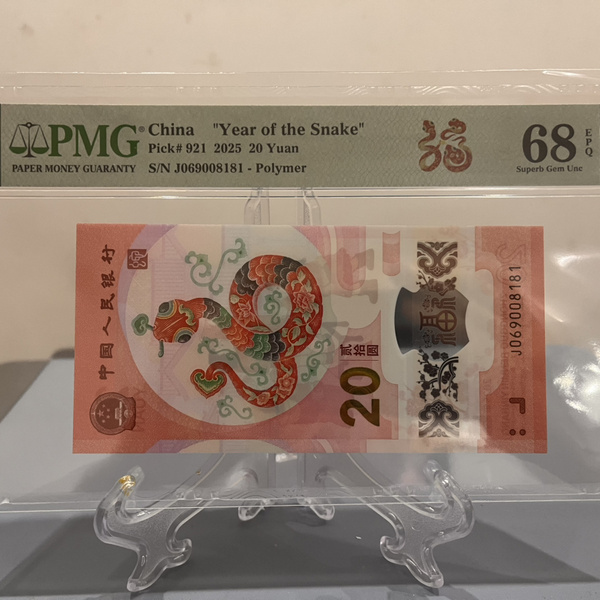 PMG®
PAPER MONEY GUARANTY
China "Year of the Snake"
Pick# 921 2025 20 Yuan
S/N J069008181 - Polymer
68
EPQ
Superb Gem Unc
中国人民银行
贰拾圆
20
J069008181